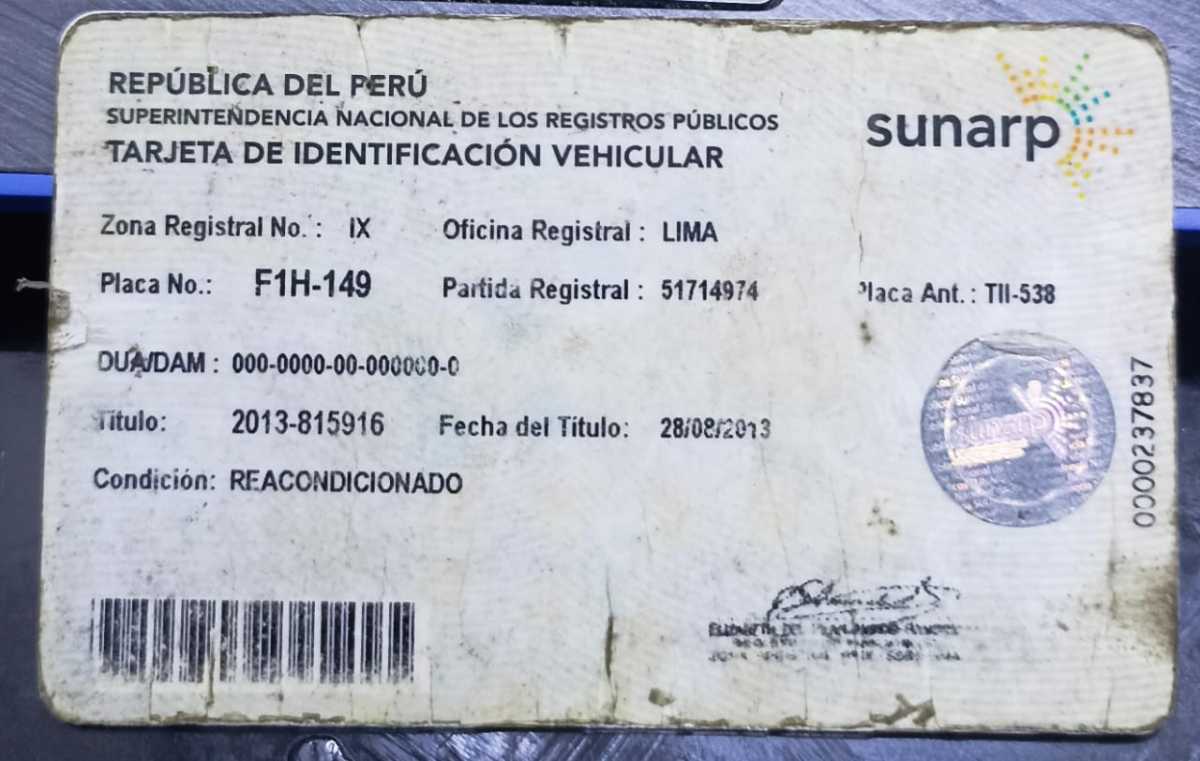 REPÚBLICA DEL PERÚ
SUPERINTENDENCIA NACIONAL DE LOS REGISTROS PÚBLICOS
TARJETA DE IDENTIFICACIÓN VEHICULAR
sunarp
Zona Registral No. : IX Oficina Registral : LIMA
Placa No.: F1H-149 Partida Registral : 51714974 Placa Ant. : TII-538
DUA/DAM : 000-0000-00-000000-0
Título: 2013-815916 Fecha del Título: 28/08/2013
Condición: REACONDICIONADO
0000237837
sunarp